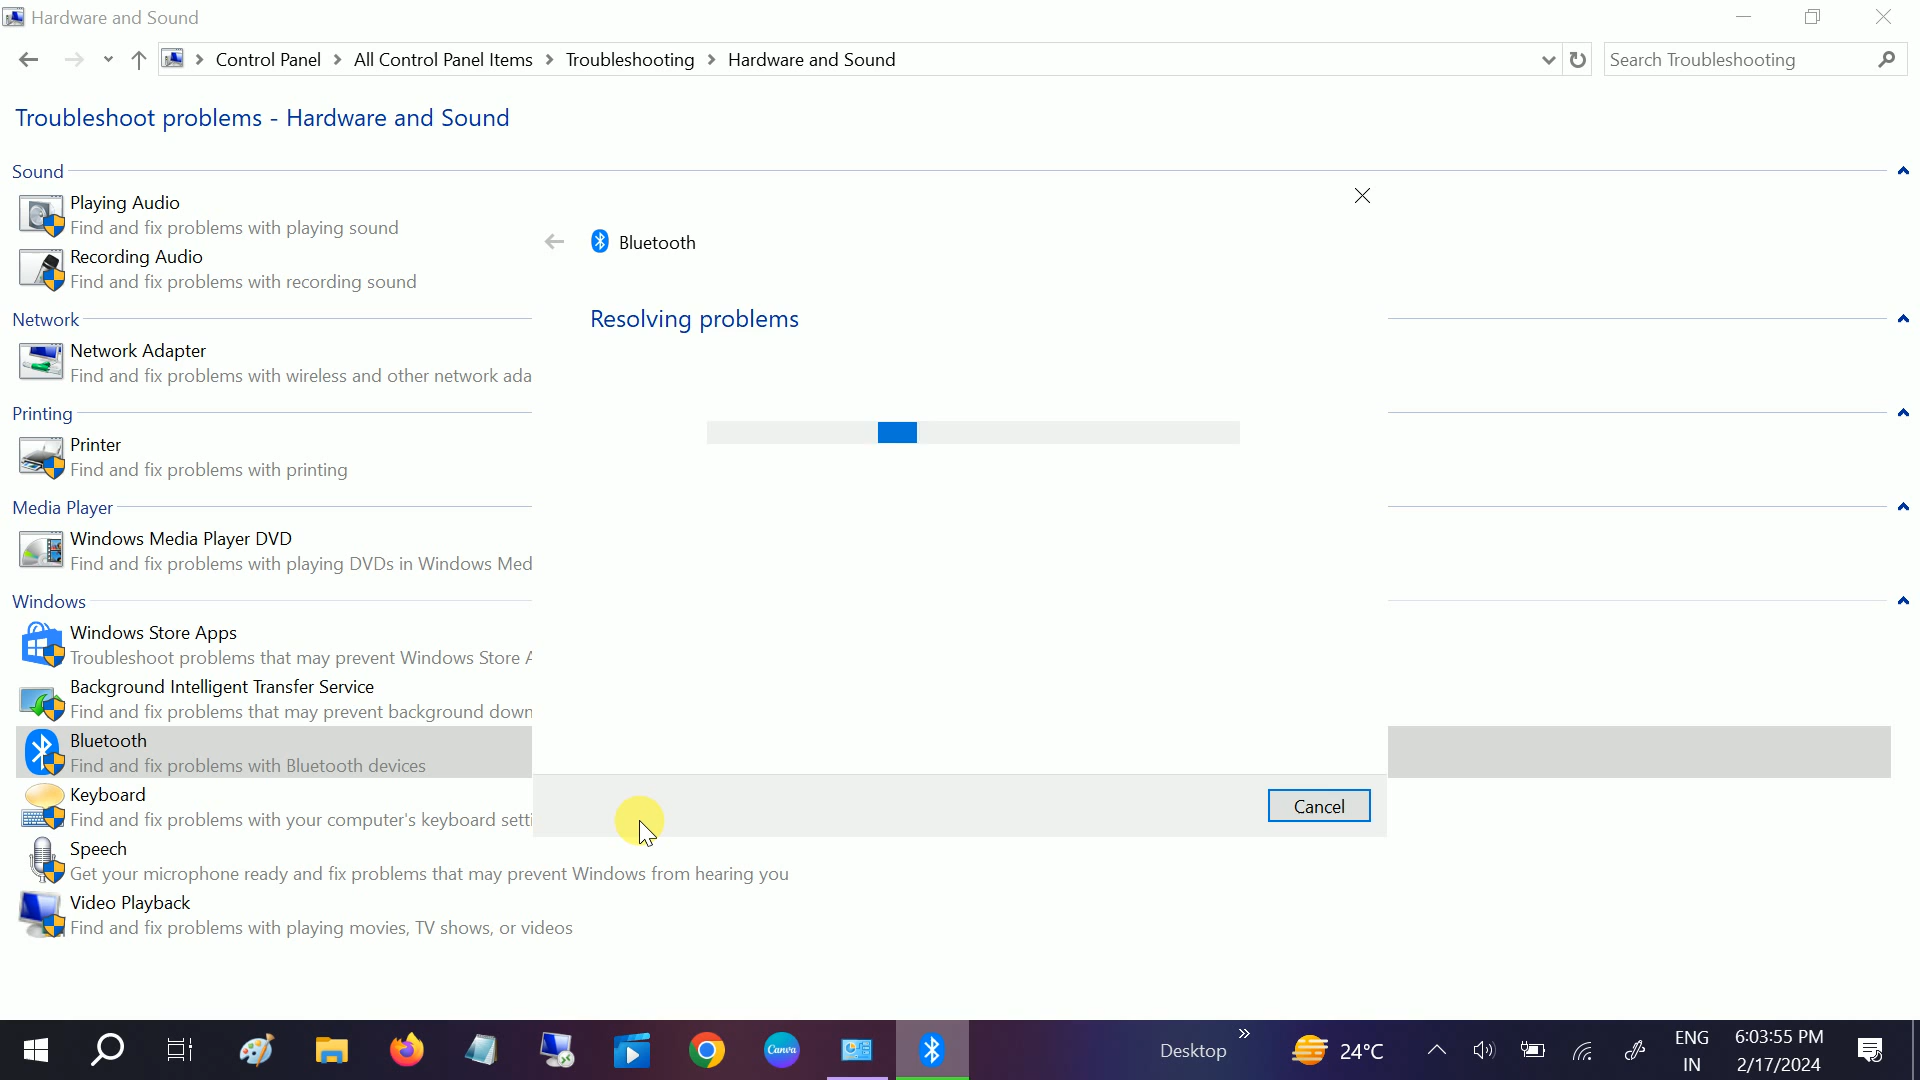 Hardware and Sound
Control Panel > All Control Panel Items > Troubleshooting > Hardware and Sound
Search Troubleshooting
Troubleshoot problems - Hardware and Sound
Sound
Playing Audio
Find and fix problems with playing sound
Recording Audio
Find and fix problems with recording sound
Network
Network Adapter
Find and fix problems with wireless and other network ada
Printing
Printer
Find and fix problems with printing
Media Player
Windows Media Player DVD
Find and fix problems with playing DVDs in Windows Med
Windows
Windows Store Apps
Troubleshoot problems that may prevent Windows Store A
Background Intelligent Transfer Service
Find and fix problems that may prevent background down
Bluetooth
Find and fix problems with Bluetooth devices
Keyboard
Find and fix problems with your computer's keyboard setti
Speech
Get your microphone ready and fix problems that may prevent Windows from hearing you
Video Playback
Find and fix problems with playing movies, TV shows, or videos
Bluetooth
Resolving problems
Cancel
Canva
Desktop
24°C
ENG
IN
6:03:55 PM
2/17/2024